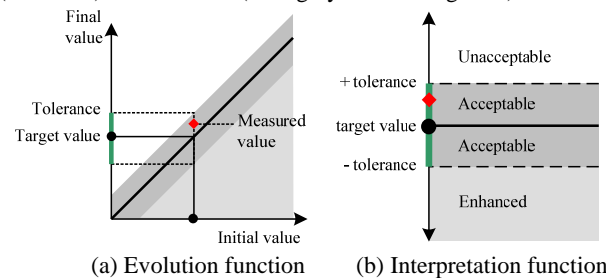 Final
value
Tolerance
Target value
Measured
value
Initial value
(a) Evolution function
Unacceptable
+ tolerance
Acceptable
target value
Acceptable
- tolerance
Enhanced
(b) Interpretation function